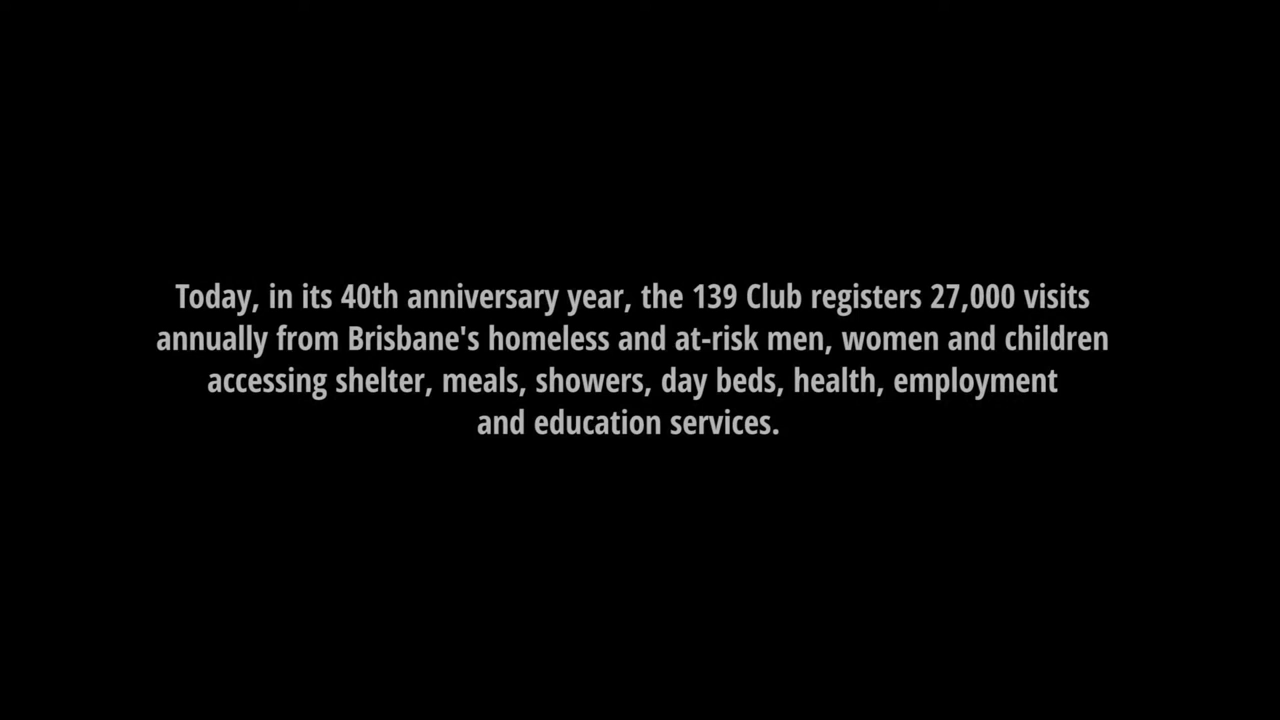 Today, in its 40th anniversary year, the 139 Club registers 27,000 visits
annually from Brisbane's homeless and at-risk men, women and children
accessing shelter, meals, showers, day beds, health, employment
and education services.